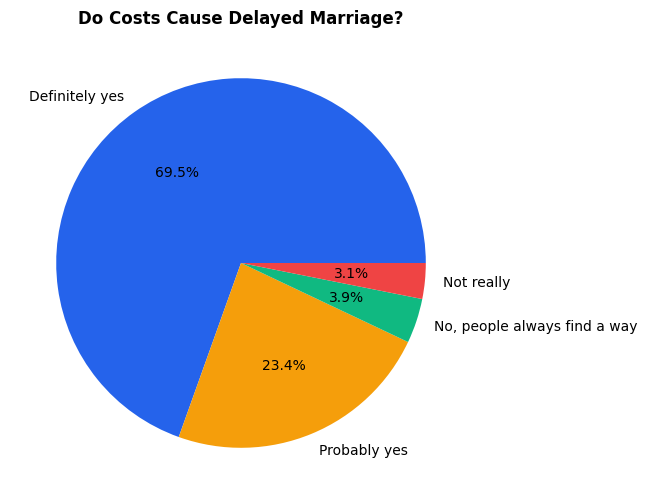 Do Costs Cause Delayed Marriage?
Definitely yes
69.5%
3.1%
Not really
3.9%
No, people always find a way
23.4%
Probably yes